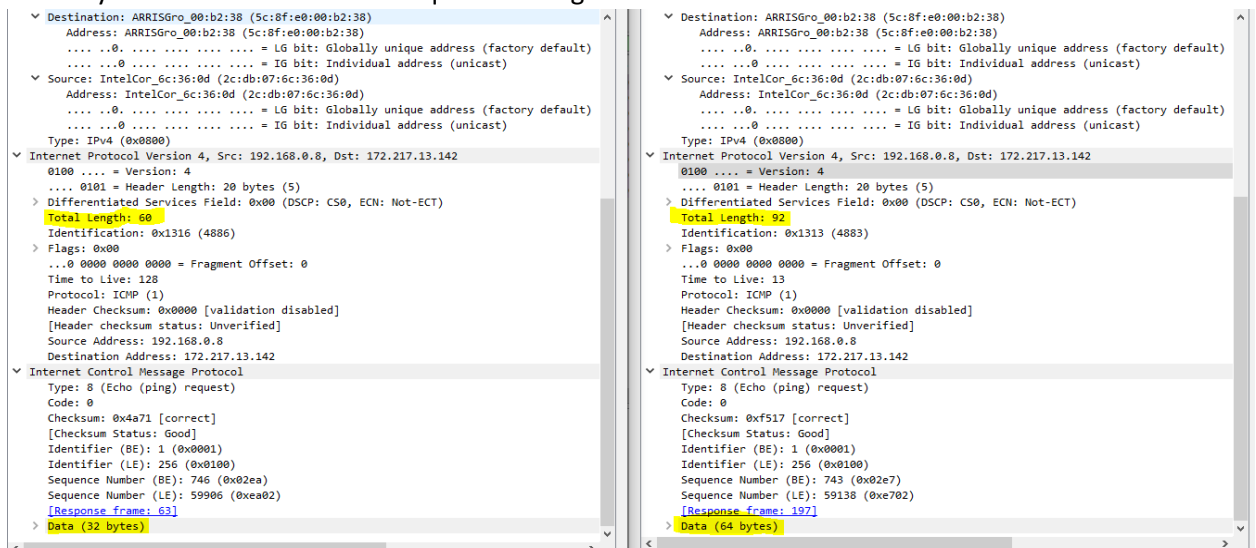 Destination: ARRISGro_00:b2:38 (5c:8f:e0:00:b2:38)
Address: ARRISGro_00:b2:38 (5c:8f:e0:00:b2:38)
.... ..0. .... .... .... .... = LG bit: Globally unique address (factory default)
.... ...0 .... .... .... .... = IG bit: Individual address (unicast)
Source: IntelCor_6c:36:0d (2c:db:07:6c:36:0d)
Address: IntelCor_6c:36:0d (2c:db:07:6c:36:0d)
.... ..0. .... .... .... .... = LG bit: Globally unique address (factory default)
.... ...0 .... .... .... .... = IG bit: Individual address (unicast)
Type: IPv4 (0x0800)
Internet Protocol Version 4, Src: 192.168.0.8, Dst: 172.217.13.142
0100 .... = Version: 4
.... 0101 = Header Length: 20 bytes (5)
Differentiated Services Field: 0x00 (DSCP: CS0, ECN: Not-ECT)
Total Length: 60
Identification: 0x1316 (4886)
Flags: 0x00
...0 0000 0000 0000 = Fragment Offset: 0
Time to Live: 128
Protocol: ICMP (1)
Header Checksum: 0x0000 [validation disabled]
[Header checksum status: Unverified]
Source Address: 192.168.0.8
Destination Address: 172.217.13.142
Internet Control Message Protocol
Type: 8 (Echo (ping) request)
Code: 0
Checksum: 0x4a71 [correct]
[Checksum Status: Good]
Identifier (BE): 1 (0x0001)
Identifier (LE): 256 (0x0100)
Sequence Number (BE): 746 (0x02ea)
Sequence Number (LE): 59906 (0xea02)
[Response frame: 63]
Data (32 bytes)
Destination: ARRISGro_00:b2:38 (5c:8f:e0:00:b2:38)
Address: ARRISGro_00:b2:38 (5c:8f:e0:00:b2:38)
.... ..0. .... .... .... .... = LG bit: Globally unique address (factory default)
.... ...0 .... .... .... .... = IG bit: Individual address (unicast)
Source: IntelCor_6c:36:0d (2c:db:07:6c:36:0d)
Address: IntelCor_6c:36:0d (2c:db:07:6c:36:0d)
.... ..0. .... .... .... .... = LG bit: Globally unique address (factory default)
.... ...0 .... .... .... .... = IG bit: Individual address (unicast)
Type: IPv4 (0x0800)
Internet Protocol Version 4, Src: 192.168.0.8, Dst: 172.217.13.142
0100 .... = Version: 4
.... 0101 = Header Length: 20 bytes (5)
Differentiated Services Field: 0x00 (DSCP: CS0, ECN: Not-ECT)
Total Length: 92
Identification: 0x1313 (4883)
Flags: 0x00
...0 0000 0000 0000 = Fragment Offset: 0
Time to Live: 13
Protocol: ICMP (1)
Header Checksum: 0x0000 [validation disabled]
[Header checksum status: Unverified]
Source Address: 192.168.0.8
Destination Address: 172.217.13.142
Internet Control Message Protocol
Type: 8 (Echo (ping) request)
Code: 0
Checksum: 0xf517 [correct]
[Checksum Status: Good]
Identifier (BE): 1 (0x0001)
Identifier (LE): 256 (0x0100)
Sequence Number (BE): 743 (0x02e7)
Sequence Number (LE): 59138 (0xe702)
[Response frame: 197]
Data (64 bytes)